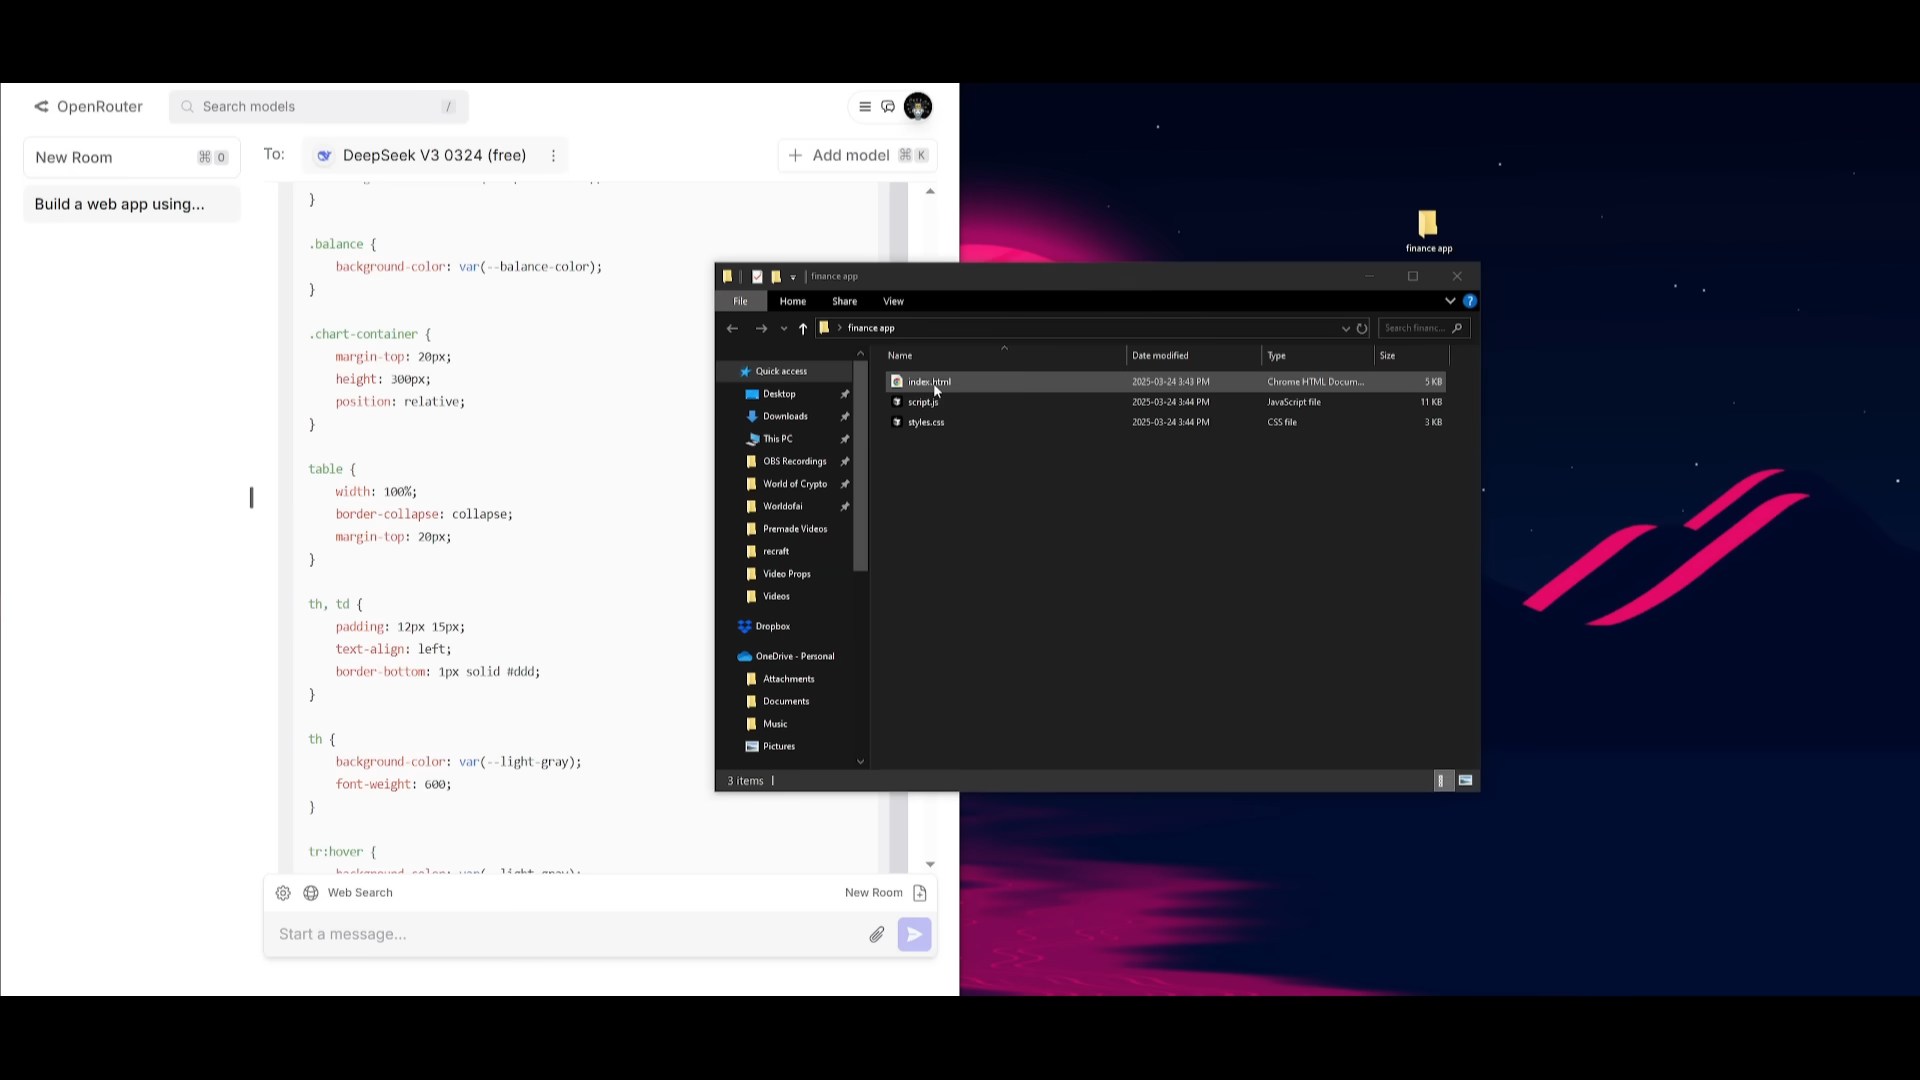 OpenRouter
Search models
/
New Room
⌘ O
Build a web app using...
To:
DeepSeek V3 0324 (free)
Add model ⌘ K
}
.balance {
background-color: var(--balance-color);
}
.chart-container {
margin-top: 20px;
height: 300px;
position: relative;
}
table {
width: 100%;
border-collapse: collapse;
margin-top: 20px;
}
th, td {
padding: 12px 15px;
text-align: left;
border-bottom: 1px solid #ddd;
}
th {
background-color: var(--light-gray);
font-weight: 600;
}
tr:hover {
background-color: var(--light-gray);
Web Search
New Room
Start a message...
finance app
finance app
File
Home
Share
View
?
finance app
Search financ...
Name
Date modified
Type
Size
index.html
2025-03-24 3:43 PM
Chrome HTML Docum...
5 KB
script.js
2025-03-24 3:44 PM
JavaScript file
11 KB
styles.css
2025-03-24 3:44 PM
CSS file
3 KB
Quick access
Desktop
Downloads
This PC
OBS Recordings
World of Crypto
Worldofai
Premade Videos
recraft
Video Props
Videos
Dropbox
OneDrive - Personal
Attachments
Documents
Music
Pictures
3 items